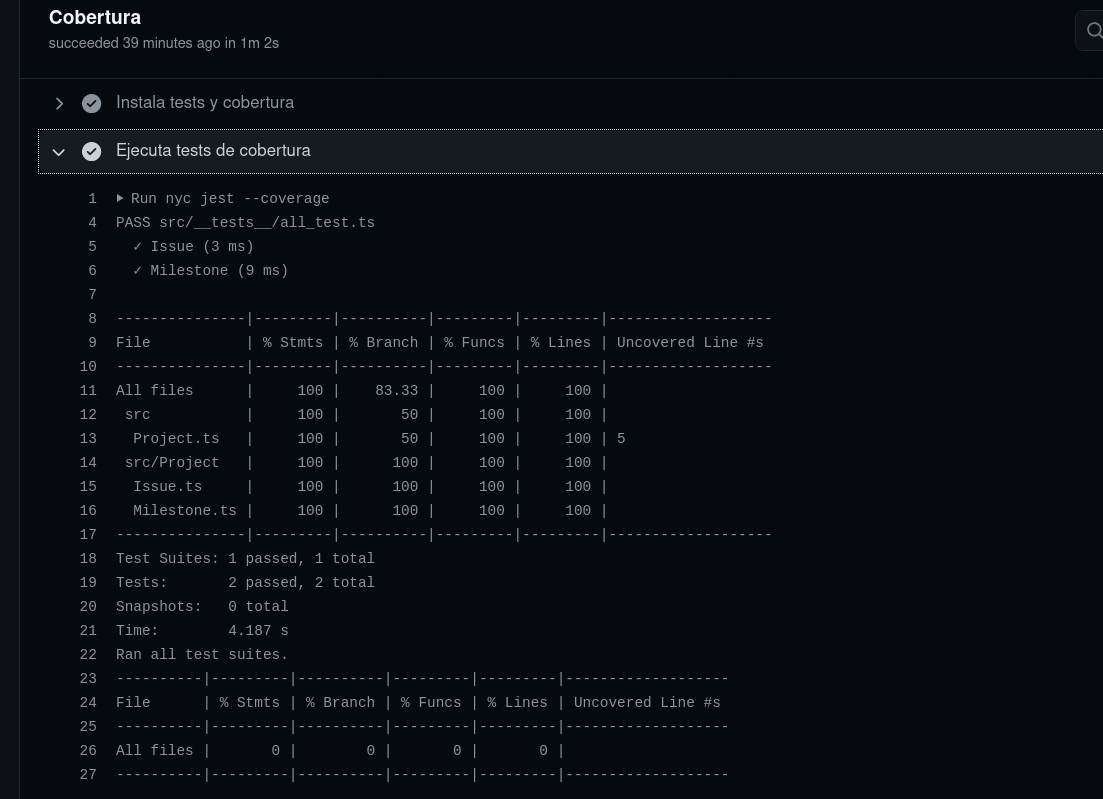 Cobertura
succeeded 39 minutes ago in 1m 2s
Instala tests y cobertura
Ejecuta tests de cobertura
1 Run nyc jest --coverage
4 PASS src/__tests__/all_test.ts
5   ✓ Issue (3 ms)
6   ✓ Milestone (9 ms)
7
8 ---------------|---------|----------|---------|---------|-------------------
9 File           | % Stmts | % Branch | % Funcs | % Lines | Uncovered Line #s
10 ---------------|---------|----------|---------|---------|-------------------
11 All files      |     100 |    83.33 |     100 |     100 |
12  src           |     100 |       50 |     100 |     100 |
13   Project.ts   |     100 |       50 |     100 |     100 | 5
14  src/Project   |     100 |      100 |     100 |     100 |
15   Issue.ts     |     100 |      100 |     100 |     100 |
16   Milestone.ts |     100 |      100 |     100 |     100 |
17 ---------------|---------|----------|---------|---------|-------------------
18 Test Suites: 1 passed, 1 total
19 Tests:       2 passed, 2 total
20 Snapshots:   0 total
21 Time:        4.187 s
22 Ran all test suites.
23 ----------|---------|----------|---------|---------|-------------------
24 File      | % Stmts | % Branch | % Funcs | % Lines | Uncovered Line #s
25 ----------|---------|----------|---------|---------|-------------------
26 All files |       0 |        0 |       0 |       0 |
27 ----------|---------|----------|---------|---------|-------------------